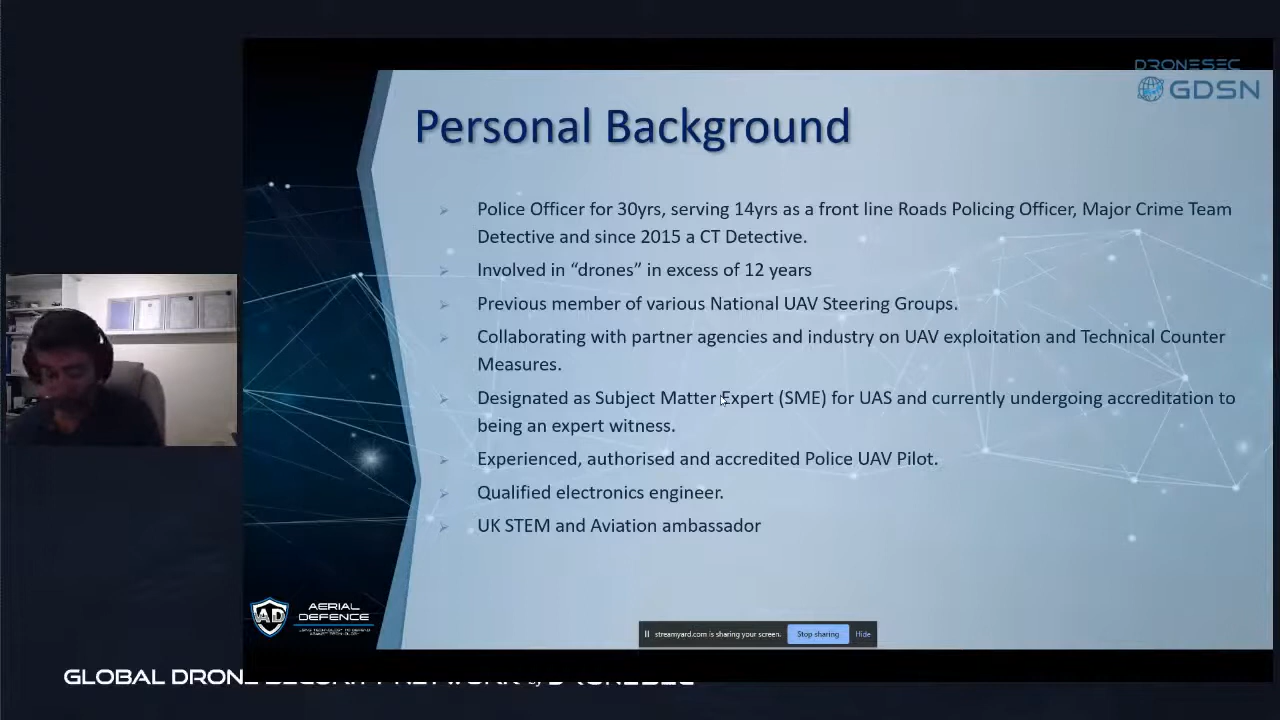 DRONESEC
GDSN
Personal Background
Police Officer for 30yrs, serving 14yrs as a front line Roads Policing Officer, Major Crime Team
Detective and since 2015 a CT Detective.
Involved in “drones” in excess of 12 years
Previous member of various National UAV Steering Groups.
Collaborating with partner agencies and industry on UAV exploitation and Technical Counter
Measures.
Designated as Subject Matter Expert (SME) for UAS and currently undergoing accreditation to
being an expert witness.
Experienced, authorised and accredited Police UAV Pilot.
Qualified electronics engineer.
UK STEM and Aviation ambassador
AD
AERIAL
DEFENCE
streamyard.com is sharing your screen.
Stop sharing
Hide
GLOBAL DRONE SECURITY NETWORK by DRONESEC